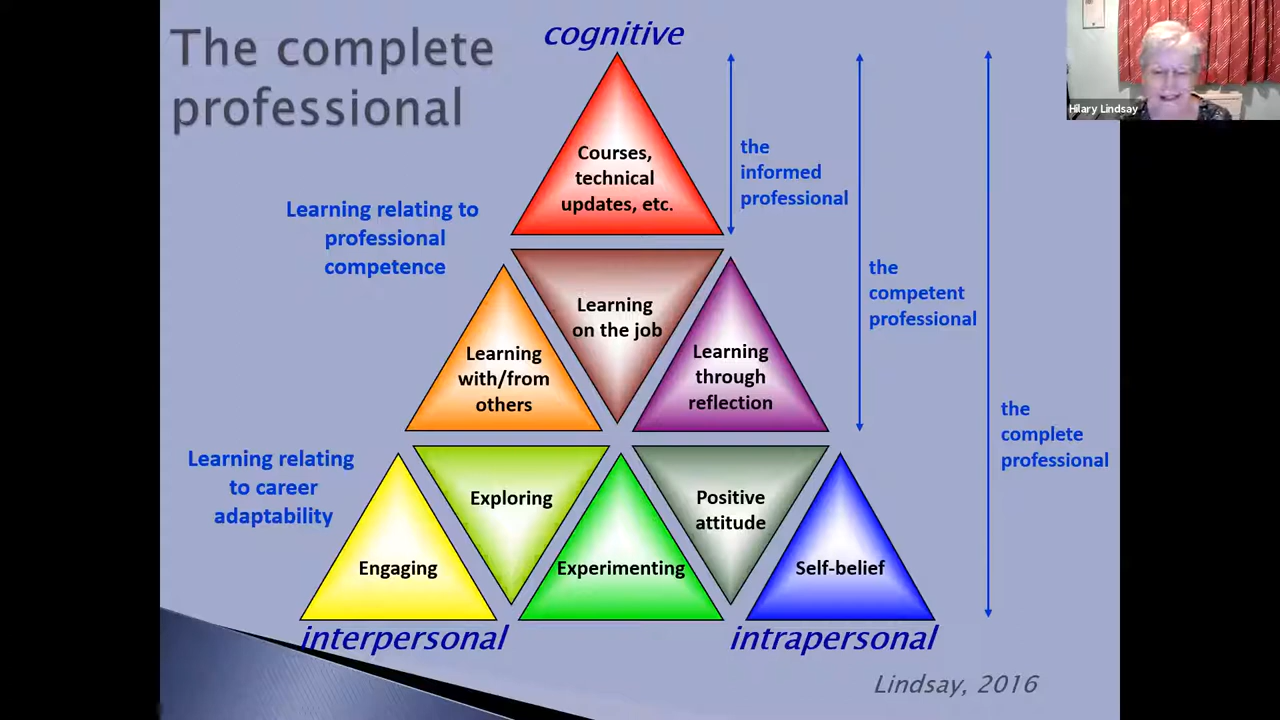 The complete
professional
cognitive
Hilary Lindsay
Courses,
technical
updates, etc.
the
informed
professional
Learning relating to
professional
competence
Learning
on the job
the
competent
professional
Learning
with/from
others
Learning
through
reflection
the
complete
professional
Learning relating
to career
adaptability
Exploring
Positive
attitude
Engaging
Experimenting
Self-belief
interpersonal
intrapersonal
Lindsay, 2016